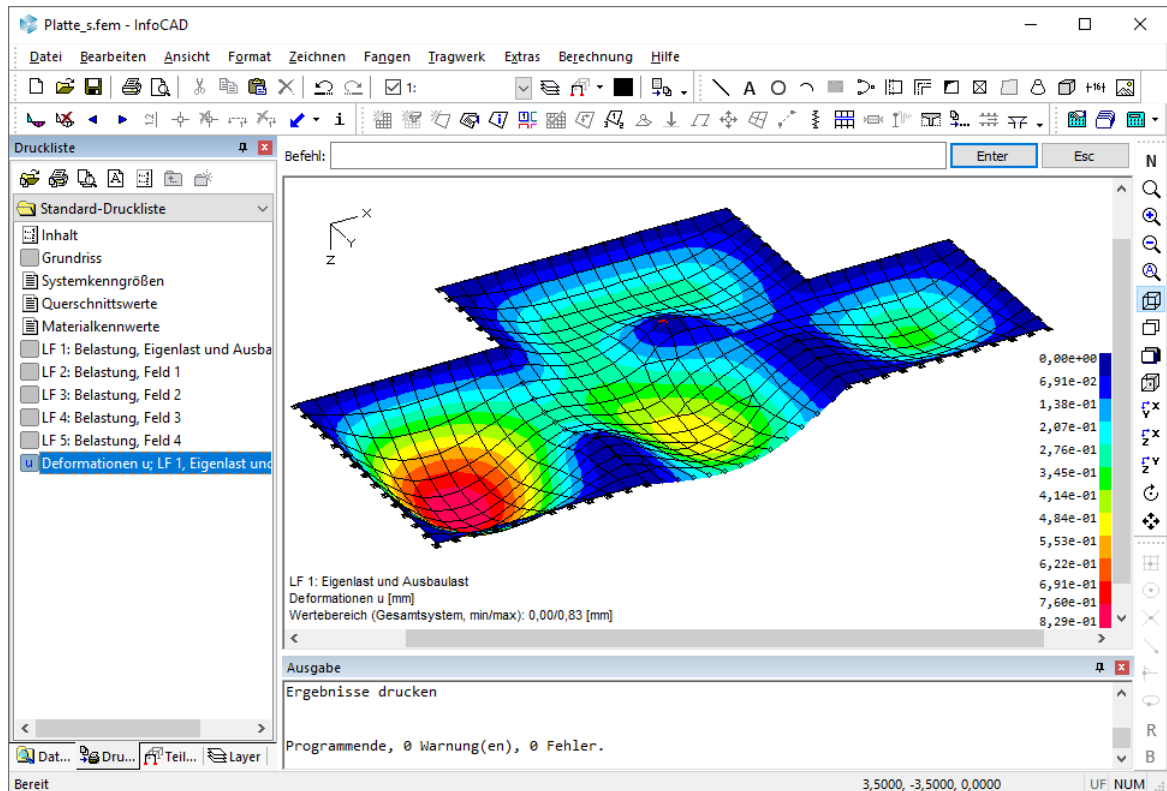 Platte_s.fem - InfoCAD
Datei Bearbeiten Ansicht Format Zeichnen Fangen Tragwerk Extras Berechnung Hilfe
1:
A
+16+
i
Druckliste
Befehl:
Enter
Esc
A
Standard-Druckliste
Inhalt
Grundriss
Systemkenngrößen
Querschnittswerte
Materialkennwerte
LF 1: Belastung, Eigenlast und Ausba
LF 2: Belastung, Feld 1
LF 3: Belastung, Feld 2
LF 4: Belastung, Feld 3
LF 5: Belastung, Feld 4
u Deformationen u; LF 1, Eigenlast und
X
Y
Z
0,00e+00
6,91e-02
1,38e-01
2,07e-01
2,76e-01
3,45e-01
4,14e-01
4,84e-01
5,53e-01
6,22e-01
6,91e-01
7,60e-01
8,29e-01
LF 1: Eigenlast und Ausbaulast
Deformationen u [mm]
Wertebereich (Gesamtsystem, min/max): 0,00/0,83 [mm]
N
A
X
Y
X
Z
Y
Z
R
B
Ausgabe
Ergebnisse drucken
Programmende, 0 Warnung(en), 0 Fehler.
Dat... Dru... Teil... Layer
Bereit
3,5000, -3,5000, 0,0000
UF NUM